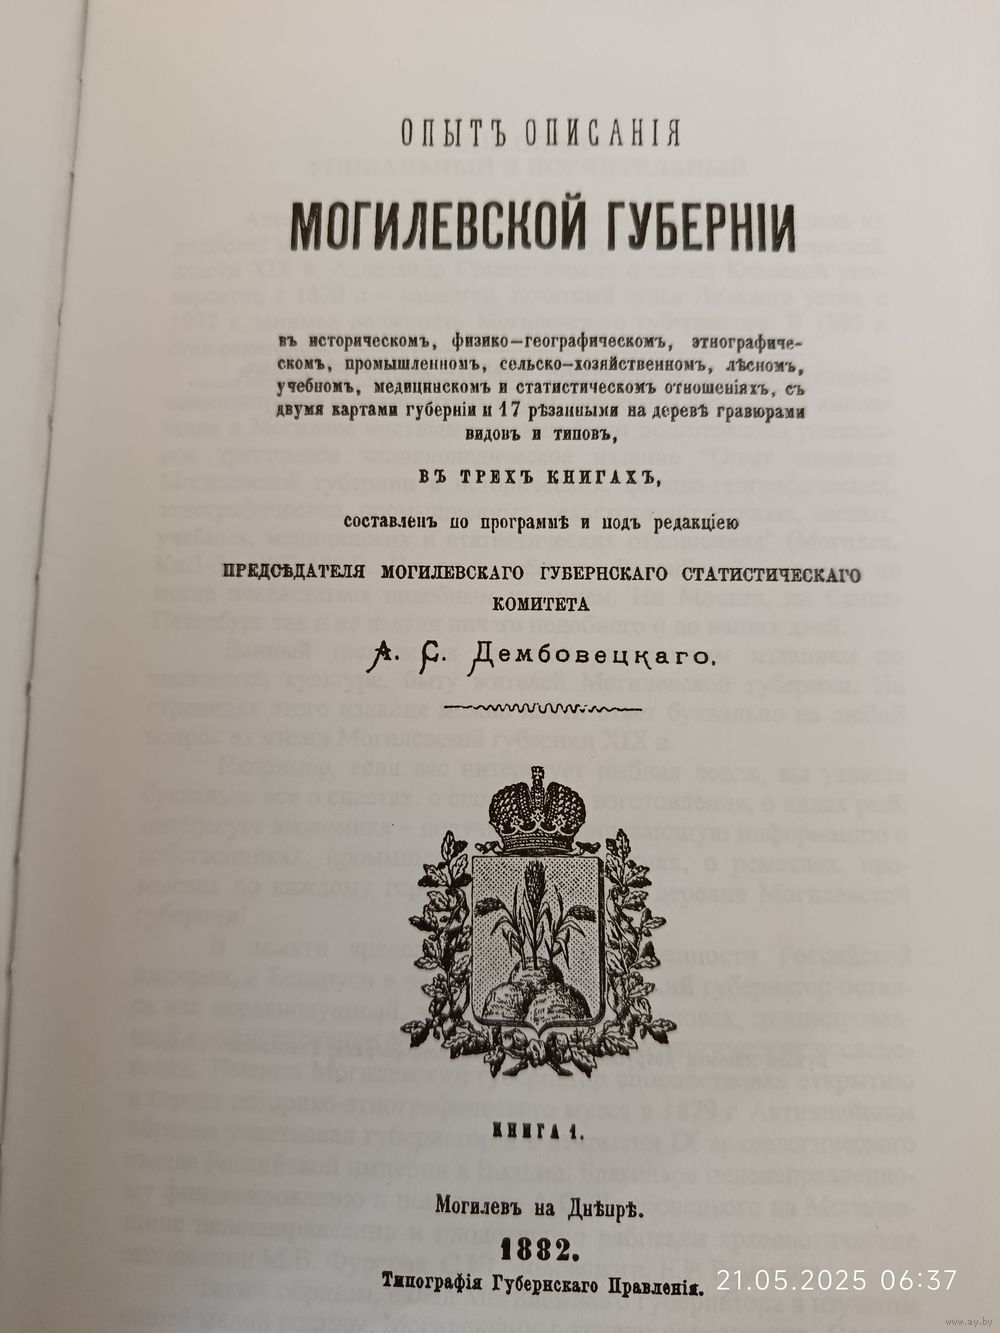 ОПЫТЪ ОПИСАНІЯ
МОГИЛЕВСКОЙ ГУБЕРНІИ
въ историческомъ, физико—географическомъ, этнографиче-
скомъ, промышленномъ, сельско—хозяйственномъ, лѣсномъ,
учебномъ, медицинскомъ и статистическомъ отношеніяхъ, съ
двумя картами губерніи и 17 рѣзанными на деревѣ гравюрами
видовъ и типовъ,
ВЪ ТРЕХЪ КНИГАХЪ,
составленъ по программѣ и подъ редакціею
ПРЕДСѢДАТЕЛЯ МОГИЛЕВСКАГО ГУБЕРНСКАГО СТАТИСТИЧЕСКАГО
КОМИТЕТА
А. С. Дембовецкаго.
КНИГА 1.
Могилевъ на Днѣпрѣ.
1882.
Типографія Губернскаго Правленія.
21.05.2025 06:37
www.ay.by